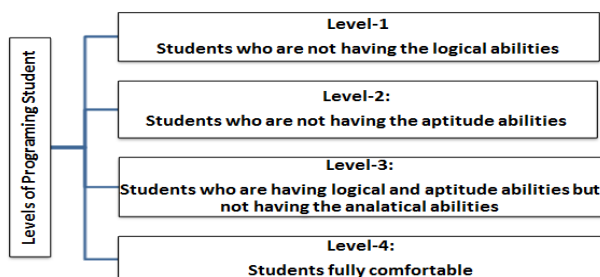 Levels of Programing Student
Level-1
Students who are not having the logical abilities
Level-2:
Students who are not having the aptitude abilities
Level-3:
Students who are having logical and aptitude abilities but
not having the analatical abilities
Level-4:
Students fully comfortable